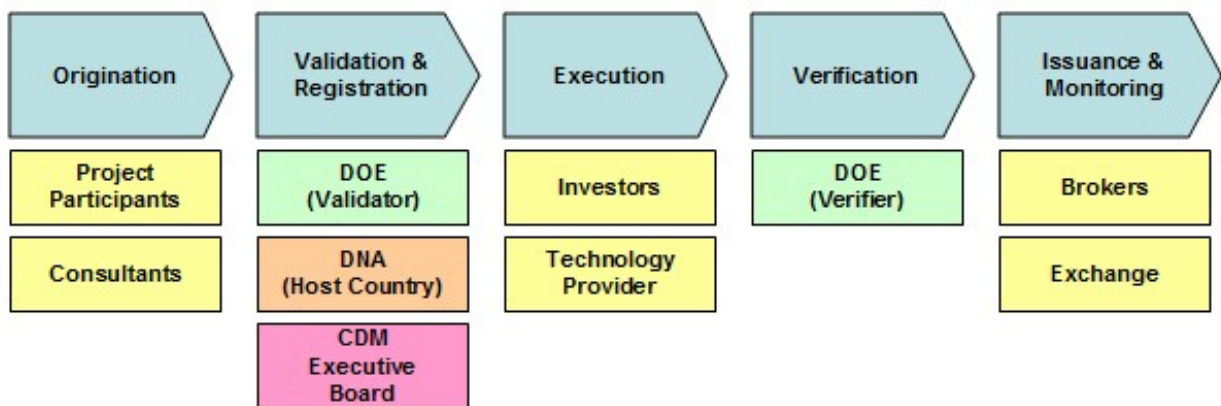 Origination
Validation &
Registration
Execution
Verification
Issuance &
Monitoring
Project
Participants
DOE
(Validator)
Investors
DOE
(Verifier)
Brokers
Consultants
DNA
(Host Country)
Technology
Provider
Exchange
CDM
Executive
Board